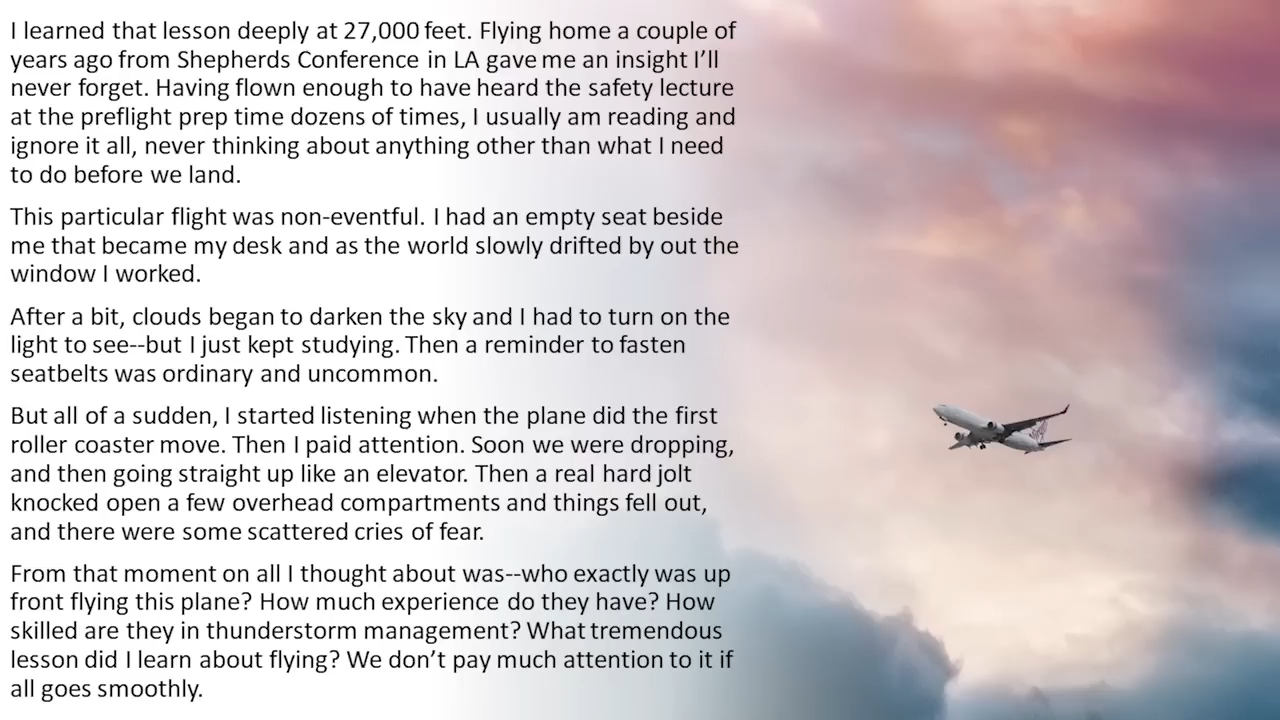 I learned that lesson deeply at 27,000 feet. Flying home a couple of
years ago from Shepherds Conference in LA gave me an insight I’ll
never forget. Having flown enough to have heard the safety lecture
at the preflight prep time dozens of times, I usually am reading and
ignore it all, never thinking about anything other than what I need
to do before we land.
This particular flight was non-eventful. I had an empty seat beside
me that became my desk and as the world slowly drifted by out the
window I worked.
After a bit, clouds began to darken the sky and I had to turn on the
light to see--but I just kept studying. Then a reminder to fasten
seatbelts was ordinary and uncommon.
But all of a sudden, I started listening when the plane did the first
roller coaster move. Then I paid attention. Soon we were dropping,
and then going straight up like an elevator. Then a real hard jolt
knocked open a few overhead compartments and things fell out,
and there were some scattered cries of fear.
From that moment on all I thought about was--who exactly was up
front flying this plane? How much experience do they have? How
skilled are they in thunderstorm management? What tremendous
lesson did I learn about flying? We don’t pay much attention to it if
all goes smoothly.